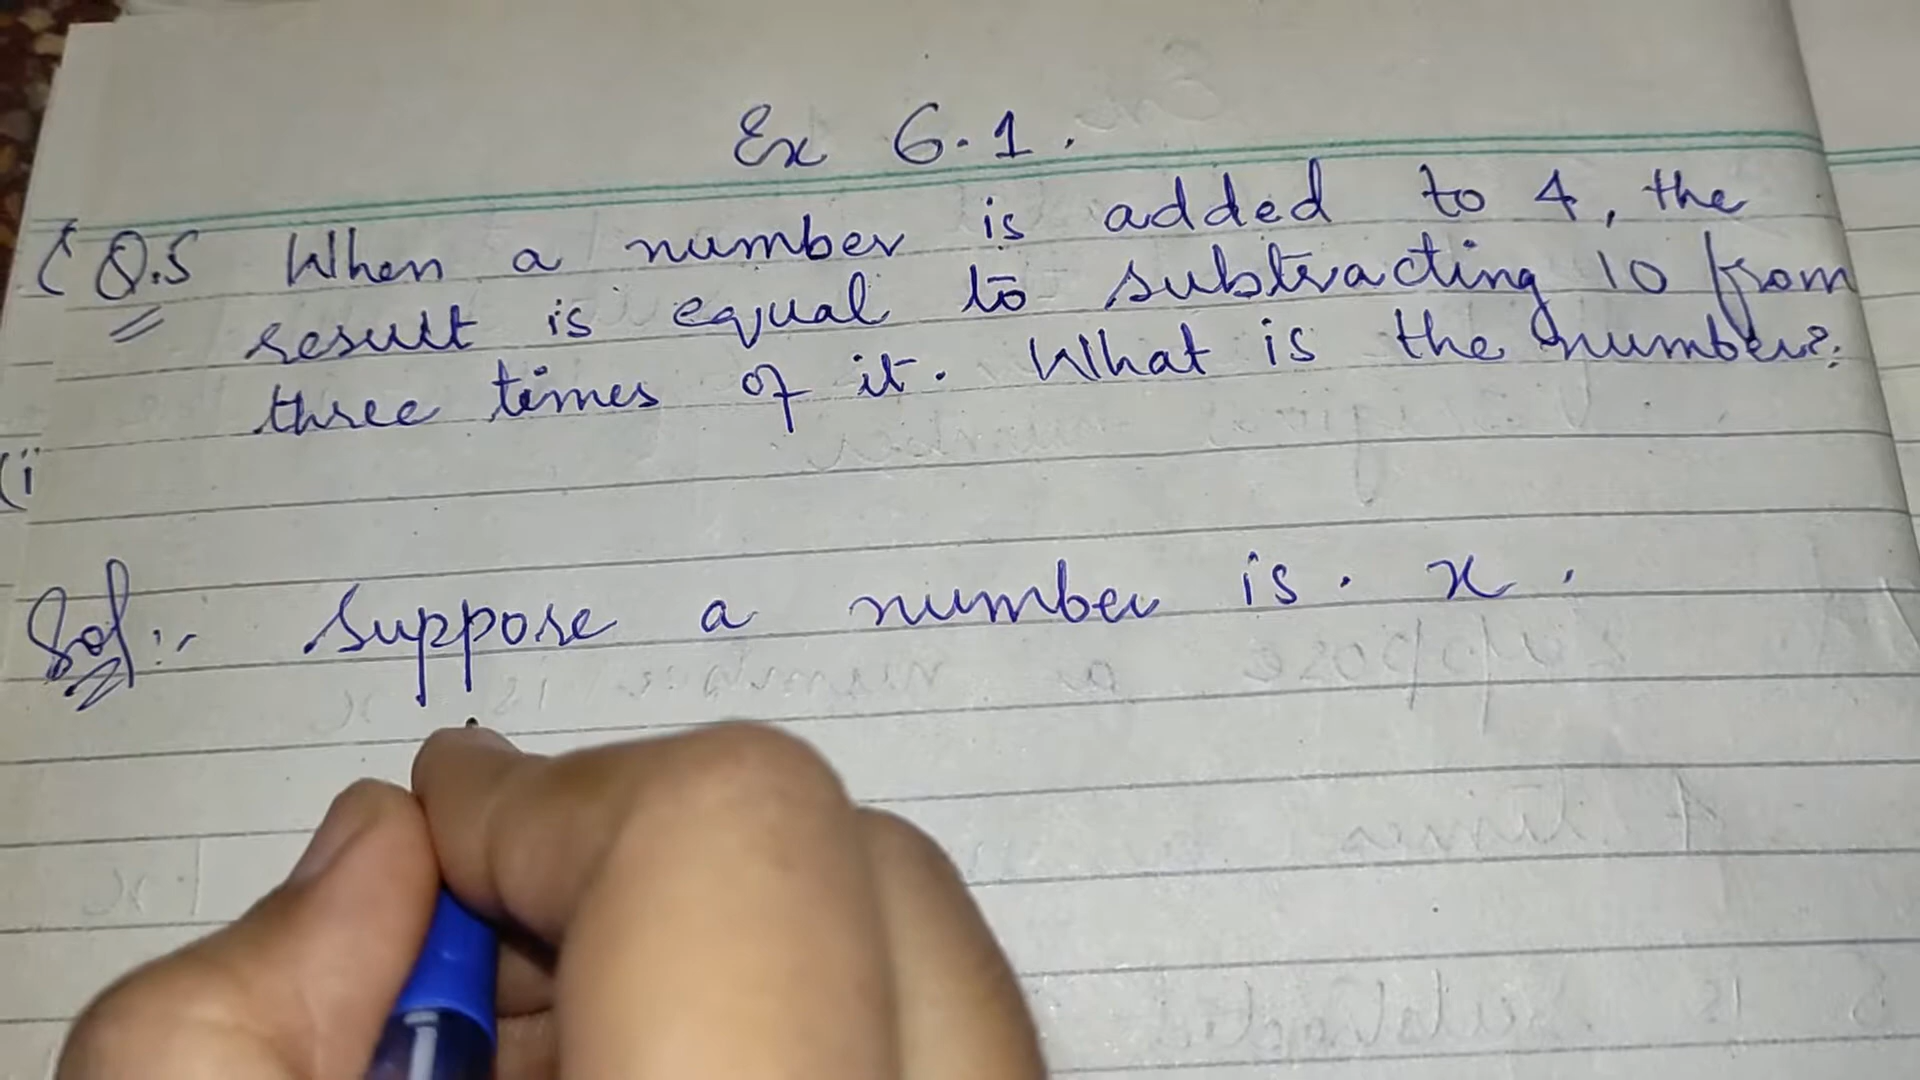 Ex 6.1.
Q.5 When a number is added to 4, the
result is equal to subtracting 10 from
three times of it. What is the number?
(i
Sol:- Suppose a number is. x.